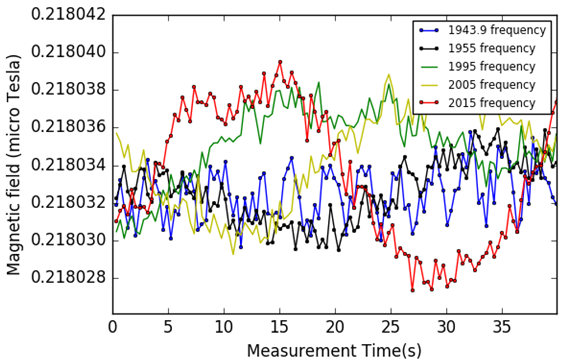 0.218042
0.218040
0.218038
0.218036
0.218034
0.218032
0.218030
0.218028
Magnetic field (micro Tesla)
1943.9 frequency
1955 frequency
1995 frequency
2005 frequency
2015 frequency
0 5 10 15 20 25 30 35
Measurement Time(s)